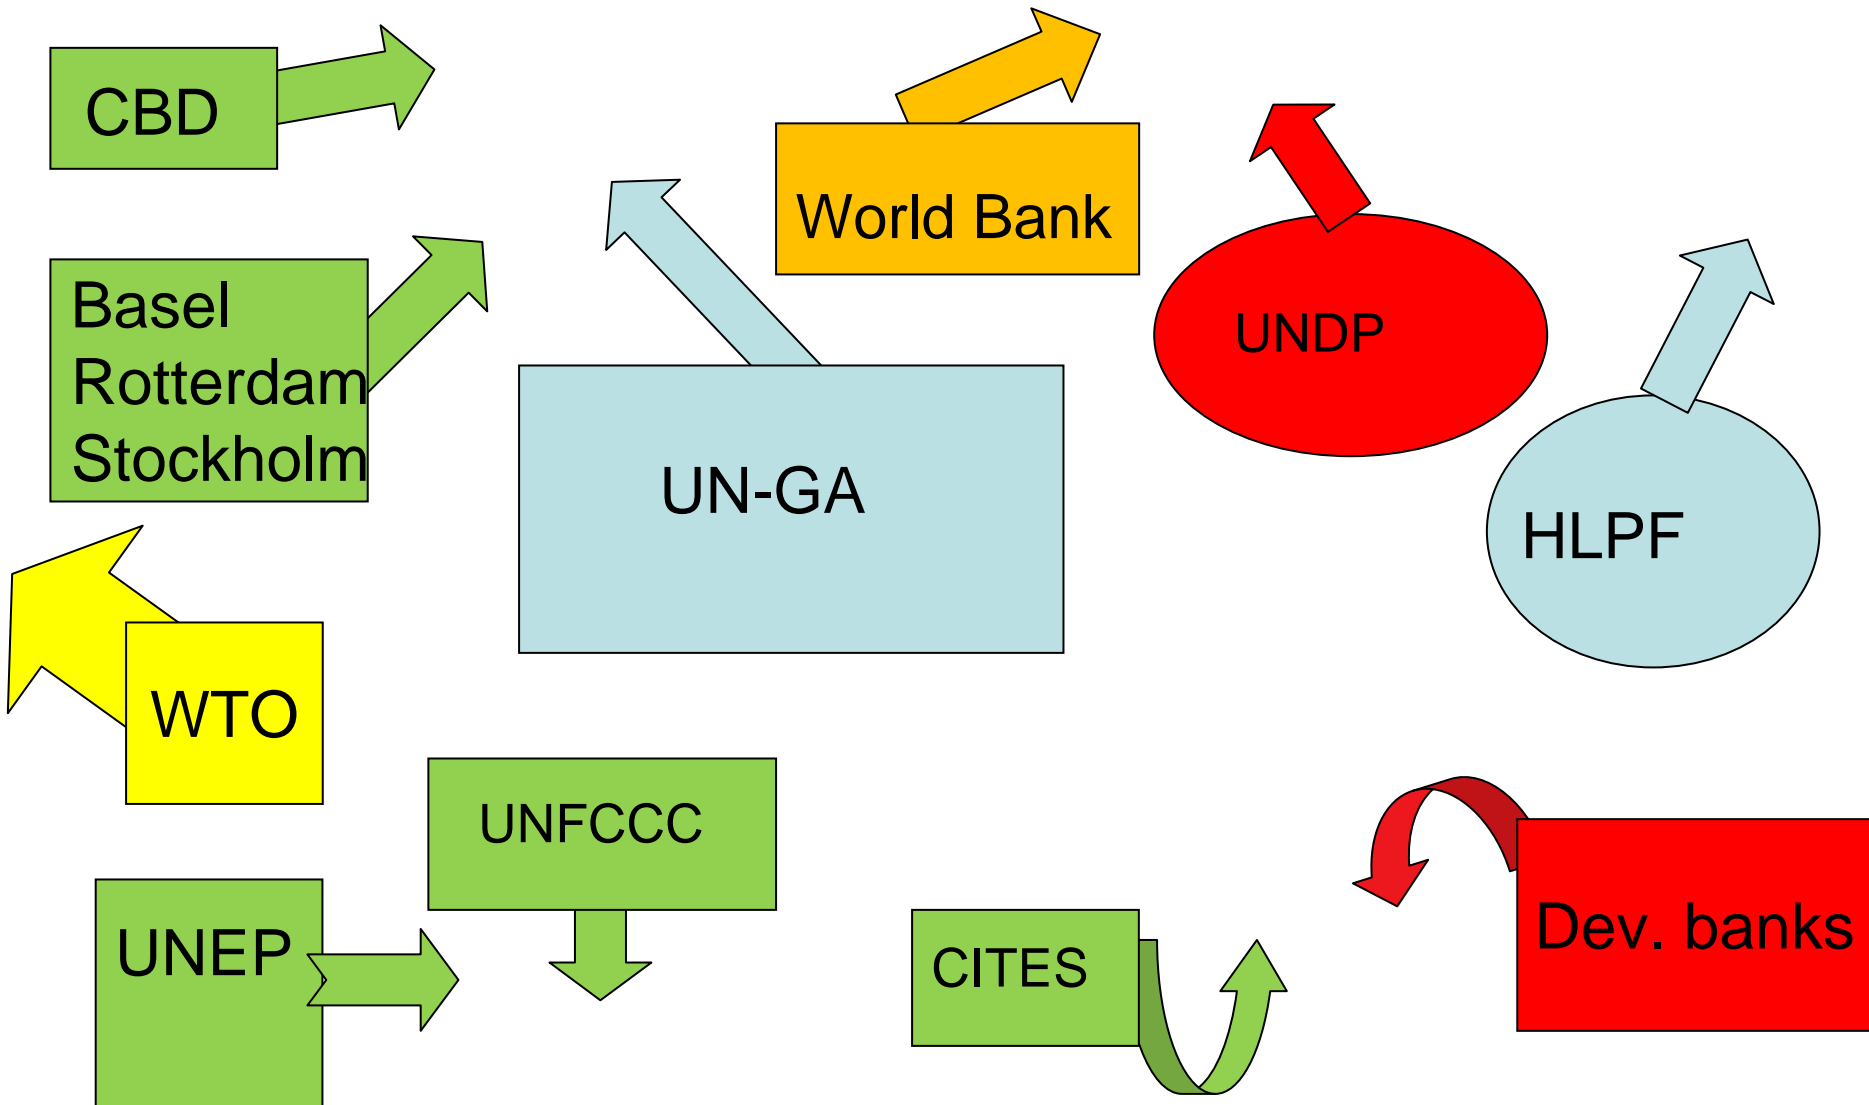 CBD
World Bank
Basel
Rotterdam
Stockholm
UNDP
UN-GA
HLPF
WTO
UNFCCC
UNEP
CITES
Dev. banks